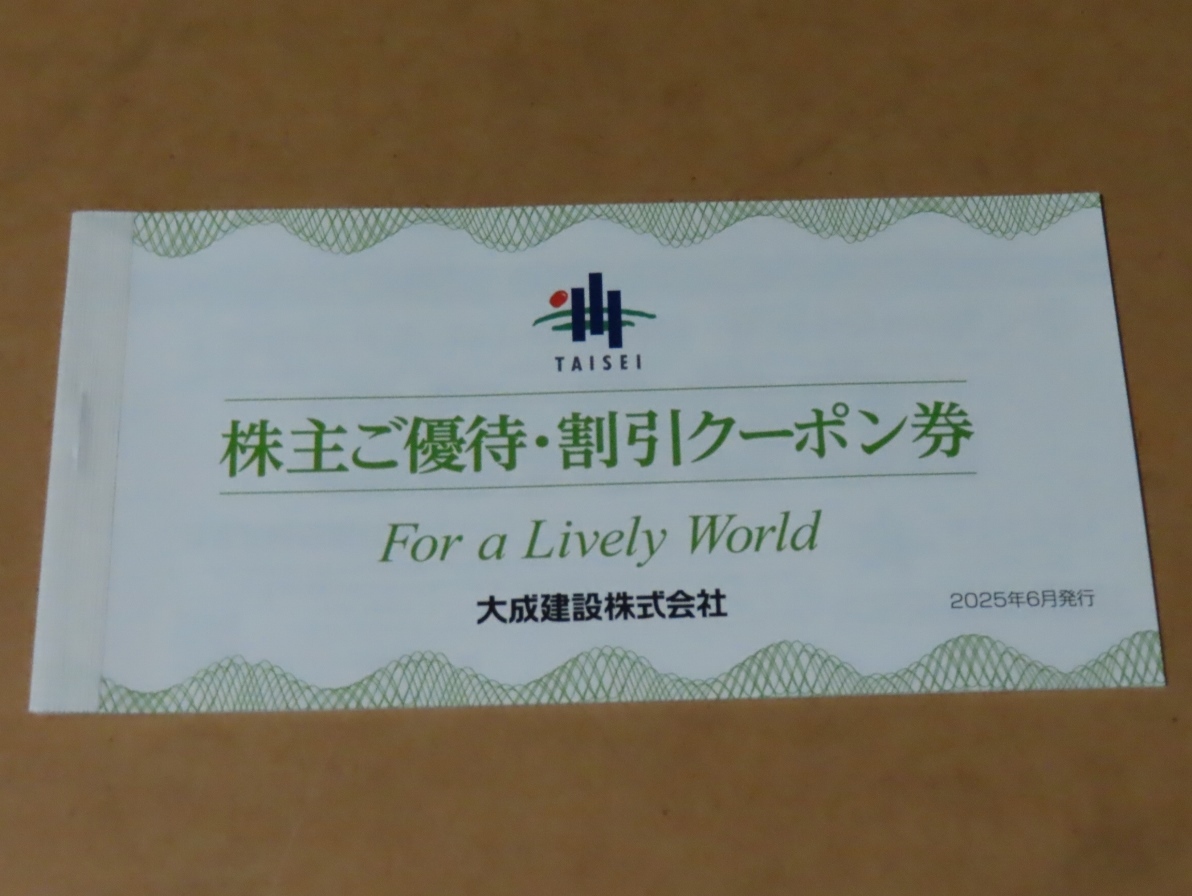 TAISEI
株主ご優待・割引クーポン券
For a Lively World
大成建設株式会社
2025年6月発行